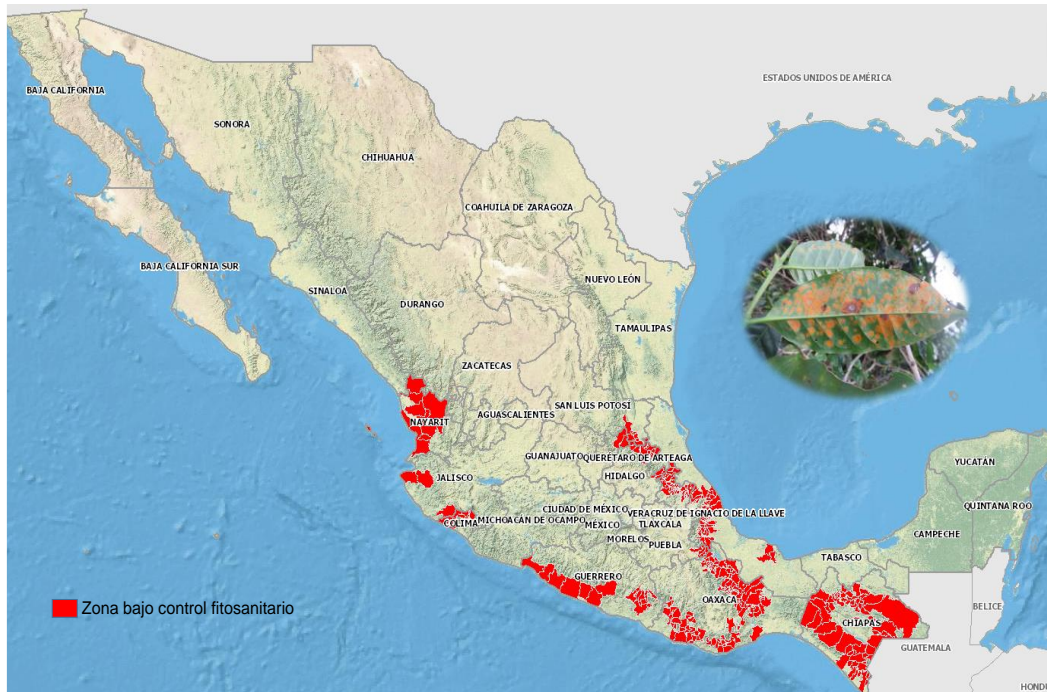 ESTADOS UNIDOS DE AMÉRICA
BAJA CALIFORNIA
SONORA
CHIHUAHUA
COAHUILA DE ZARAGOZA
BAJA CALIFORNIA SUR
NUEVO LEÓN
SINALOA
DURANGO
TAMAULIPAS
ZACATECAS
SAN LUIS POTOSÍ
AGUASCALIENTES
NAYARIT
GUANAJUATO
QUERÉTARO DE ARTEAGA
YUCATÁN
JALISCO
HIDALGO
QUINTANA ROO
CIUDAD DE MÉXICO
VERACRUZ DE IGNACIO DE LA LLAVE
COLIMA
MICHOACÁN DE OCAMPO
MÉXICO
TLAXCALA
CAMPECHE
MORELOS
PUEBLA
TABASCO
GUERRERO
OAXACA
BELICE
Zona bajo control fitosanitario
CHIAPAS
GUATEMALA
HONDU